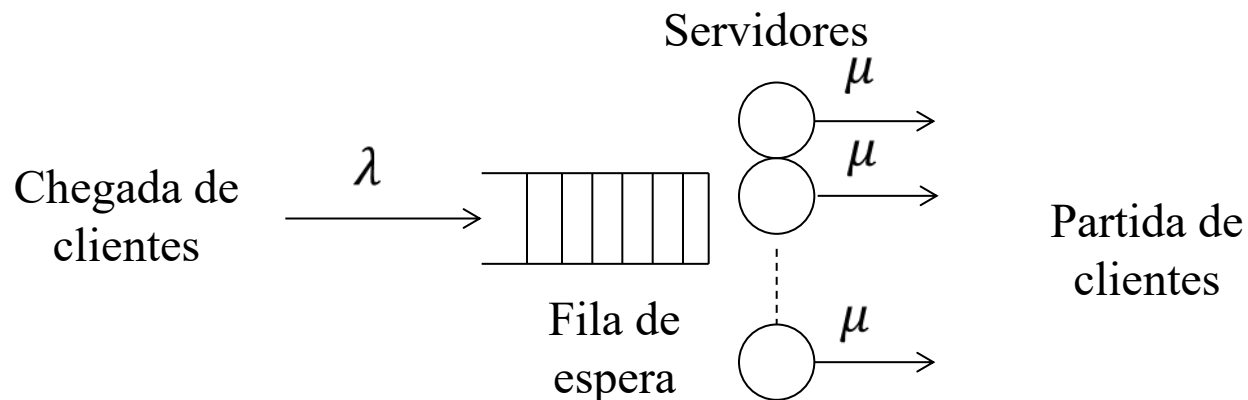 Servidores
μ
μ
λ
Chegada de
clientes
Partida de
clientes
Fila de
espera
μ